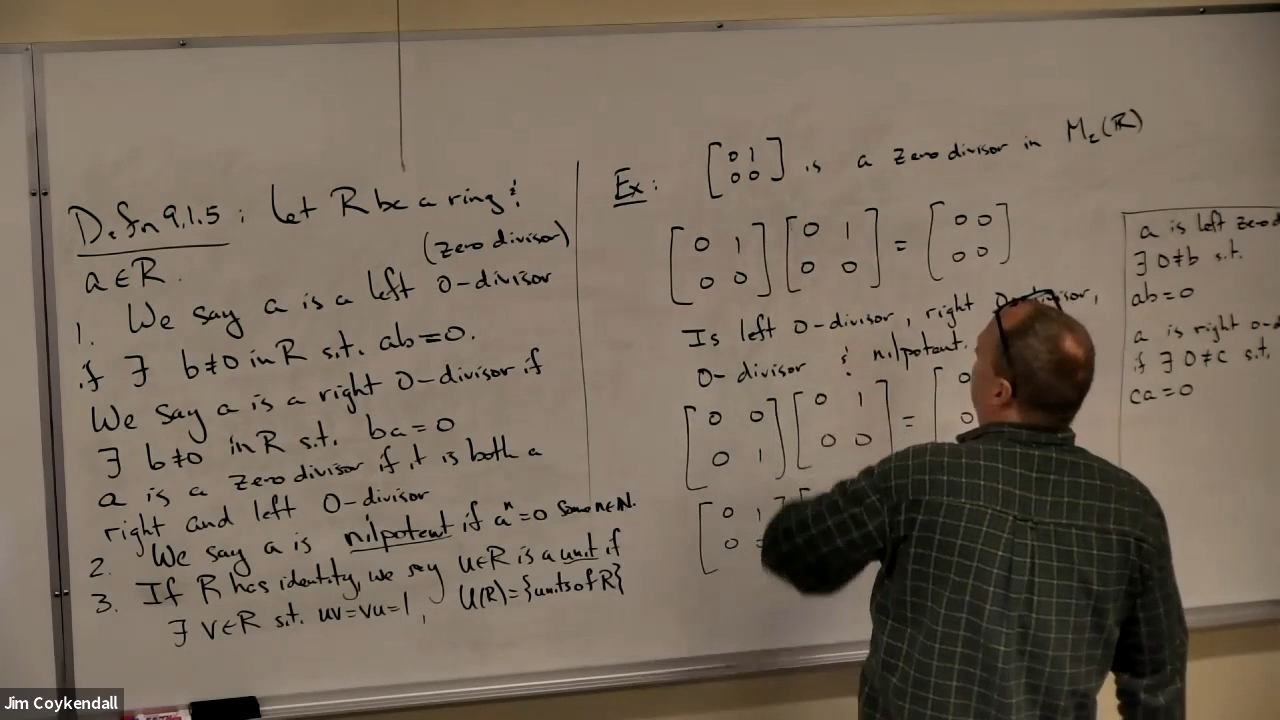 Defn 9.1.5: Let R be a ring &
a ∈ R.
(zero divisor)
1. We say a is a left 0-divisor
if ∃ b≠0 in R s.t. ab=0.
We say a is a right 0-divisor if
∃ b≠0 in R s.t. ba=0
a is a zero divisor if it is both a
right and left 0-divisor
2. We say a is nilpotent if aⁿ=0 some n∈N.
3. If R has identity, we say u∈R is a unit if
∃ v∈R s.t. uv=vu=1, U(R)={units of R}
Ex: [0 1
0 0] is a zero divisor in M₂(R)
[0 1
0 0] [0 1
0 0] = [0 0
0 0]
Is left 0-divisor, right
0-divisor & nilpotent.
[0 0
0 1] [0 1
0 0] = [0
0
[0 1
0
a is left zero
∃ 0≠b s.t.
ab=0
a is right 0-d
if ∃ 0≠c s.t.
ca=0
Jim Coykendall